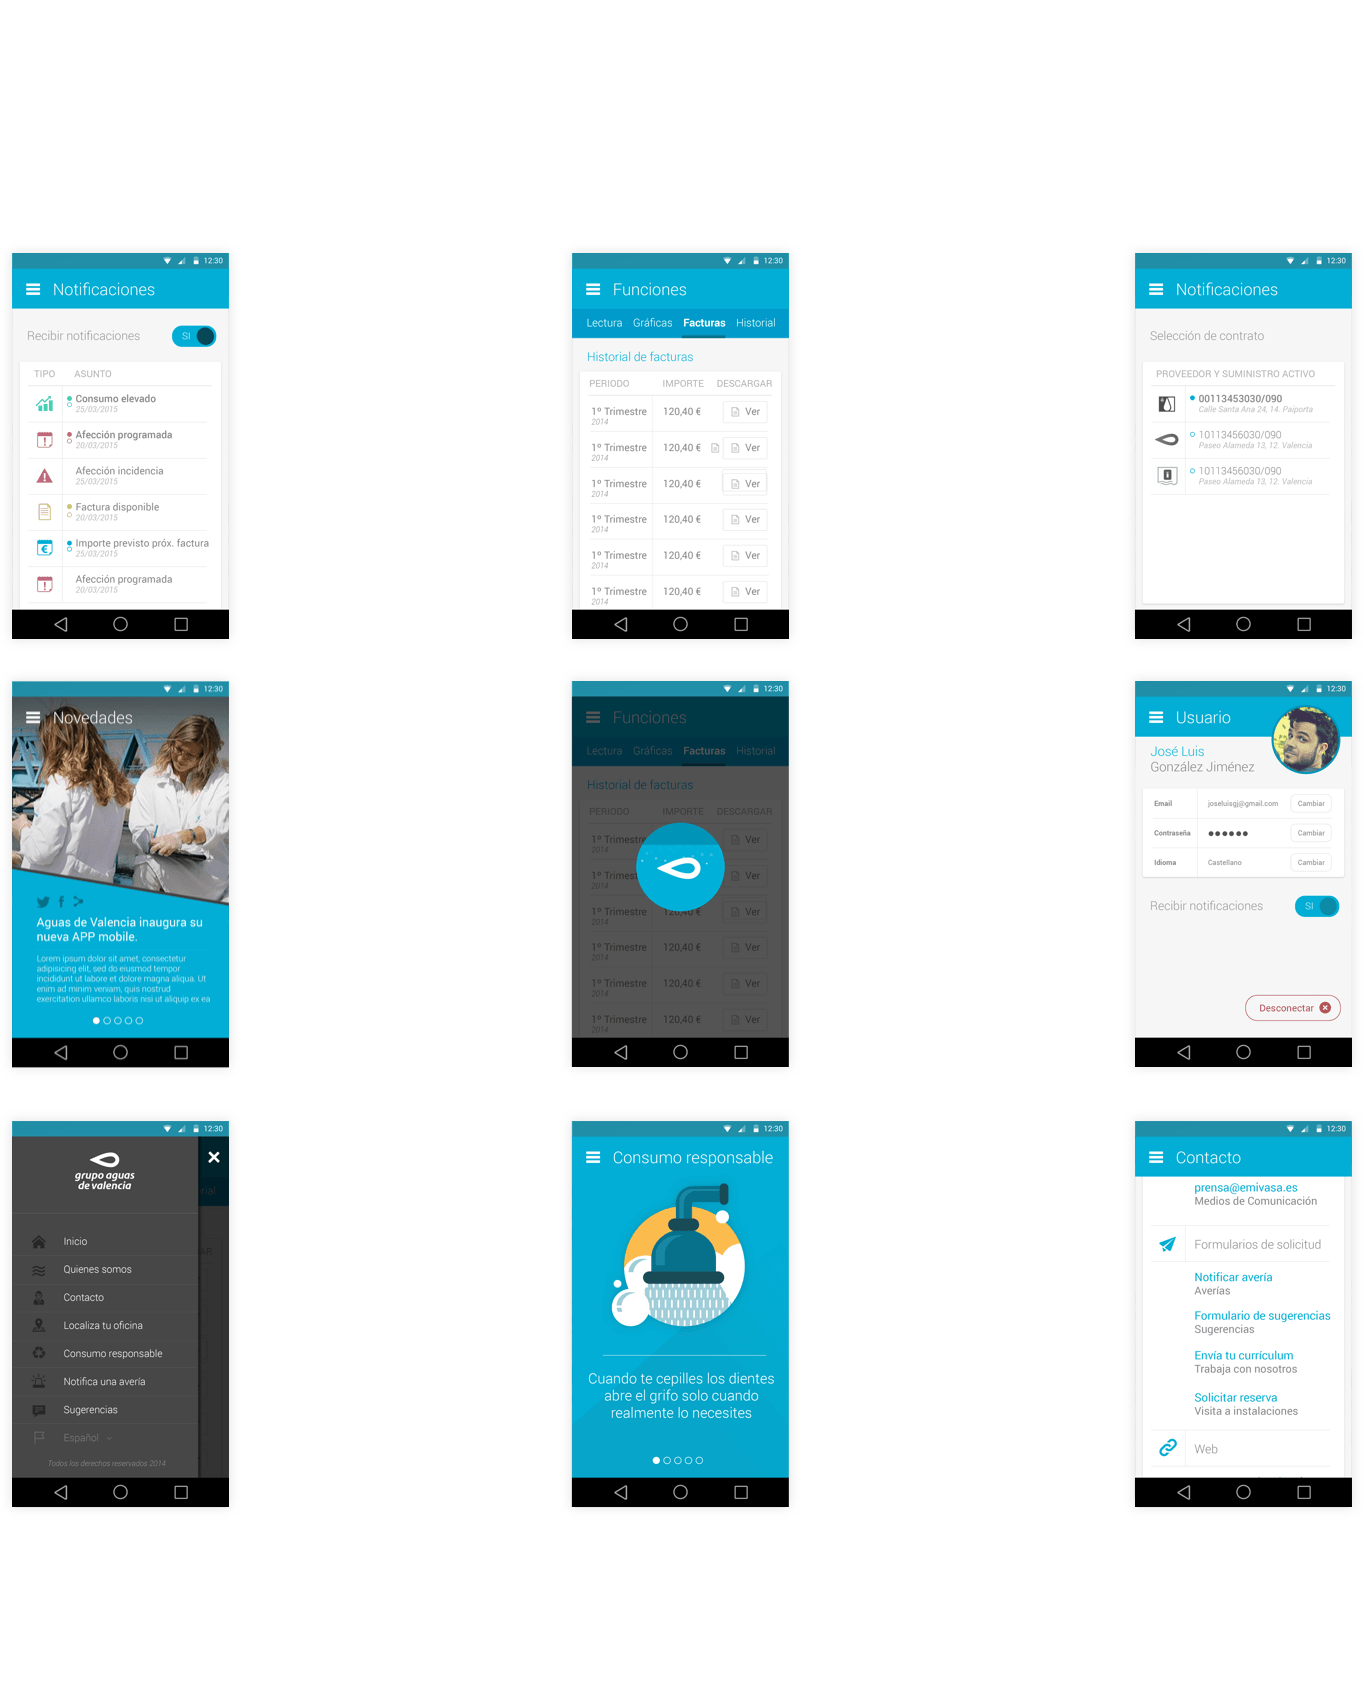 12:30
Notificaciones
Recibir notificaciones SI
TIPO ASUNTO
Consumo elevado
25/03/2015
Afección programada
20/03/2015
Afección incidencia
25/03/2015
Factura disponible
20/03/2015
Importe previsto próx. factura
25/03/2015
Afección programada
20/03/2015
12:30
Funciones
Lectura Gráficas Facturas Historial
Historial de facturas
PERIODO IMPORTE DESCARGAR
1º Trimestre 120,40 € Ver
2014
1º Trimestre 120,40 € Ver
2014
1º Trimestre 120,40 € Ver
2014
1º Trimestre 120,40 € Ver
2014
1º Trimestre 120,40 € Ver
2014
1º Trimestre 120,40 € Ver
2014
12:30
Notificaciones
Selección de contrato
PROVEEDOR Y SUMINISTRO ACTIVO
00113453030/090
Calle Santa Ana 24, 14. Paiporta
10113456030/090
Paseo Alameda 13, 12. Valencia
10113456030/090
Paseo Alameda 13, 12. Valencia
12:30
Novedades
Aguas de Valencia inaugura su
nueva APP mobile.
Lorem ipsum dolor sit amet, consectetur
adipisicing elit, sed do eiusmod tempor
incididunt ut labore et dolore magna aliqua. Ut
enim ad minim veniam, quis nostrud
exercitation ullamco laboris nisi ut aliquip ex ea
12:30
Funciones
Lectura Gráficas Facturas Historial
Historial de facturas
PERIODO IMPORTE DESCARGAR
1º Trimestre 120,40 € Ver
2014
1º Trimes Ver
2014
1º Trimestre 120,40 € Ver
2014
1º Trimestre 120,40 € Ver
2014
1º Trimestre 120,40 € Ver
2014
1º Trimestre 120,40 € Ver
2014
12:30
Usuario
José Luis
González Jiménez
Email joseluisgj@gmail.com Cambiar
Contraseña ●●●●●● Cambiar
Idioma Castellano Cambiar
Recibir notificaciones SI
Desconectar
12:30
grupo aguas
de valencia
rial
Inicio
Quienes somos
Contacto
Localiza tu oficina
Consumo responsable
Notifica una avería
Sugerencias
Español
Todos los derechos reservados 2014
12:30
Consumo responsable
Cuando te cepilles los dientes
abre el grifo solo cuando
realmente lo necesites
12:30
Contacto
prensa@emivasa.es
Medios de Comunicación
Formularios de solicitud
Notificar avería
Averías
Formulario de sugerencias
Sugerencias
Envía tu currículum
Trabaja con nosotros
Solicitar reserva
Visita a instalaciones
Web